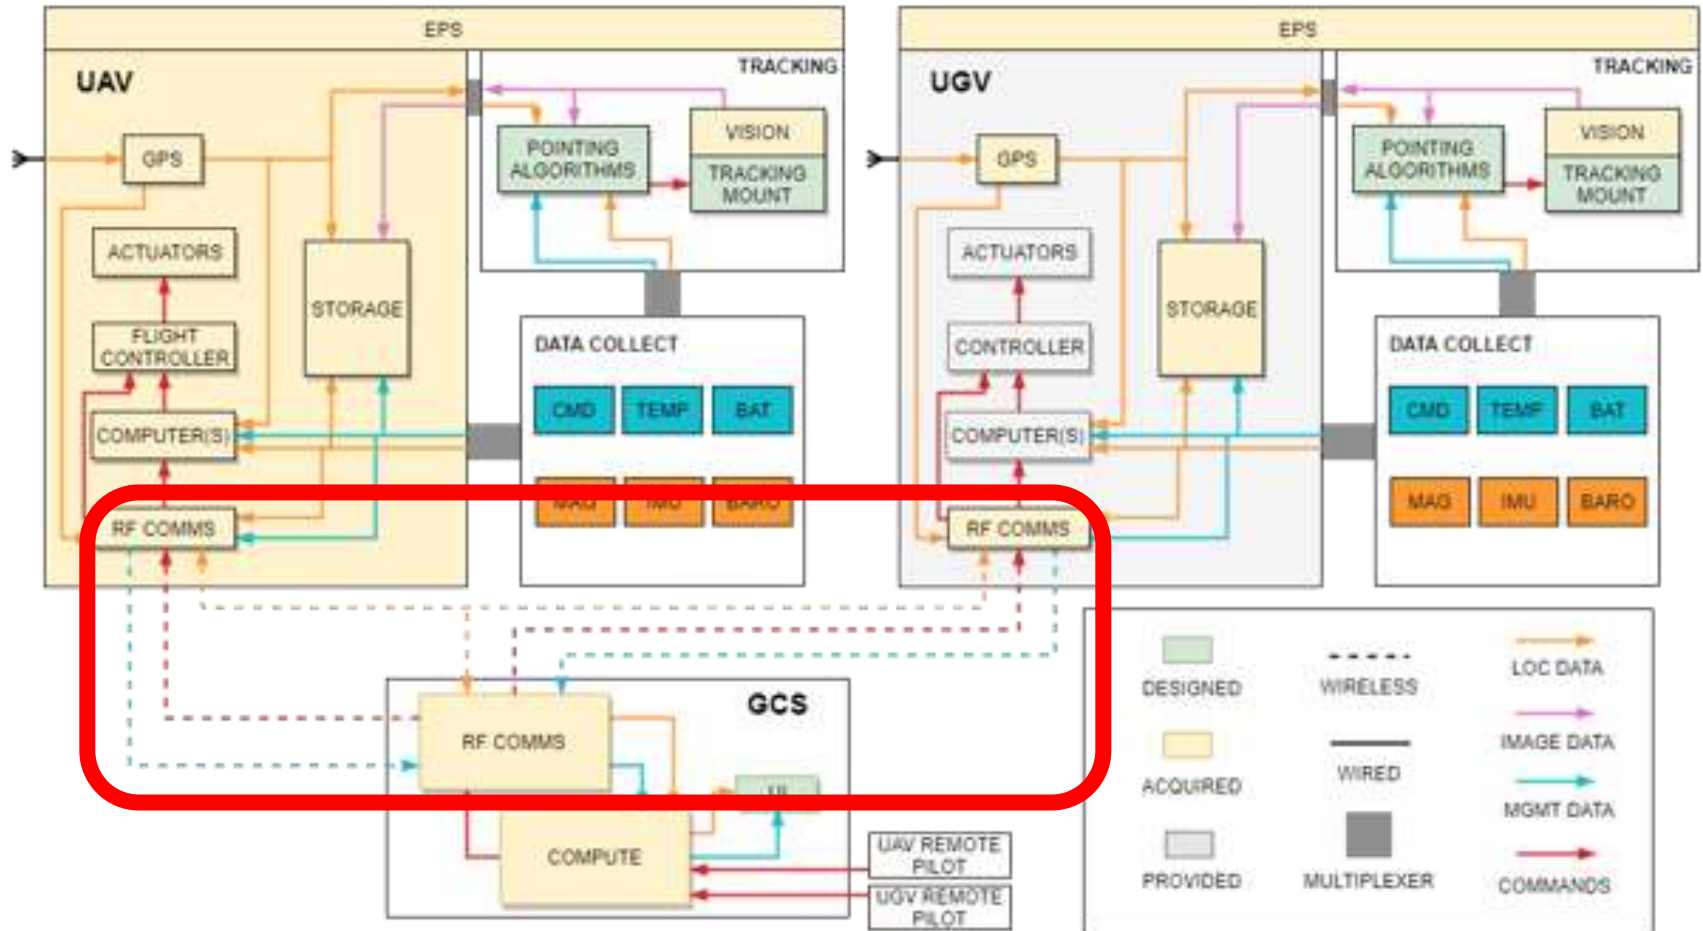 EPS
UAV
TRACKING
GPS
POINTING
ALGORITHMS
VISION
TRACKING
MOUNT
ACTUATORS
STORAGE
FLIGHT
CONTROLLER
DATA COLLECT
CMD
TEMP
BAT
COMPUTER(S)
MAG
IMU
BARO
RF COMMS
EPS
UGV
TRACKING
GPS
POINTING
ALGORITHMS
VISION
TRACKING
MOUNT
ACTUATORS
STORAGE
CONTROLLER
DATA COLLECT
CMD
TEMP
BAT
COMPUTER(S)
MAG
IMU
BARO
RF COMMS
GCS
RF COMMS
COMPUTE
UAV REMOTE
PILOT
UGV REMOTE
PILOT
DESIGNED
WIRELESS
LOC DATA
ACQUIRED
WIRED
IMAGE DATA
MGMT DATA
PROVIDED
MULTIPLEXER
COMMANDS